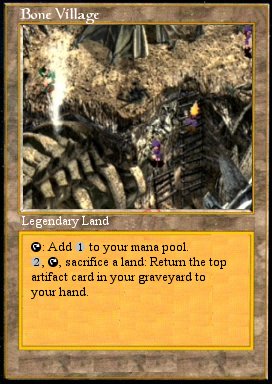 Bone Village
Legendary Land
: Add 1 to your mana pool.
2, , sacrifice a land: Return the top
artifact card in your graveyard to
your hand.